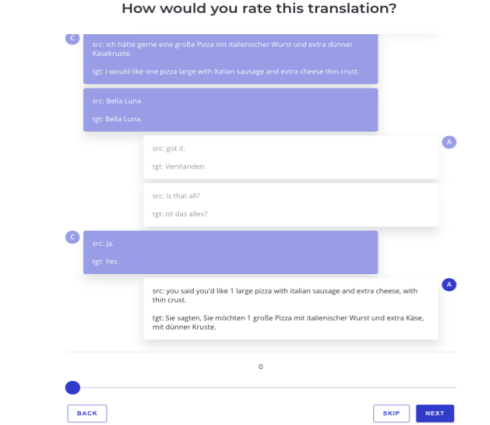 How would you rate this translation?
C
src: Ich hätte gerne eine große Pizza mit italienischer Wurst und extra dünner
Käsekruste.
tgt: I would like one pizza large with Italian sausage and extra cheese thin crust.
src: Bella Luna.
tgt: Bella Luna.
A
src: got it.
tgt: Verstanden.
src: is that all?
tgt: ist das alles?
C
src: Ja.
tgt: Yes.
A
src: you said you'd like 1 large pizza with italian sausage and extra cheese, with
thin crust.
tgt: Sie sagten, Sie möchten 1 große Pizza mit italienischer Wurst und extra Käse,
mit dünner Kruste.
0
BACK
SKIP
NEXT